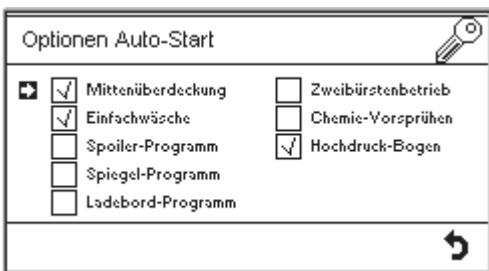 Optionen Auto-Start
Mittenüberdeckung
Einfachwäsche
Spoiler-Programm
Spiegel-Programm
Ladebord-Programm
Zweibürstenbetrieb
Chemie-Vorsprühen
Hochdruck-Bogen